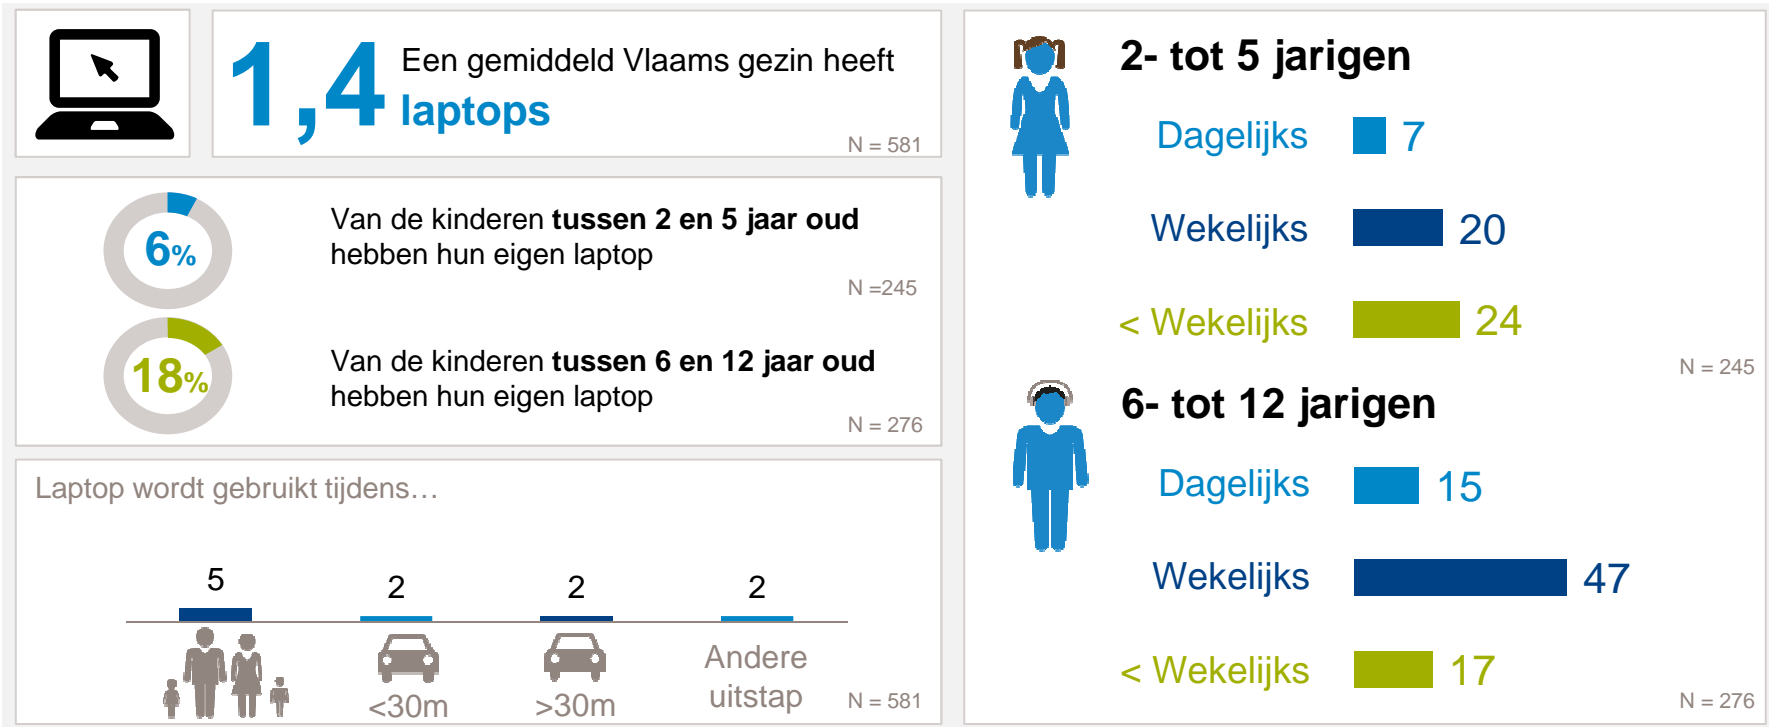 1,4
Een gemiddeld Vlaams gezin heeft
laptops
N = 581
6%
Van de kinderen tussen 2 en 5 jaar oud
hebben hun eigen laptop
N =245
18%
Van de kinderen tussen 6 en 12 jaar oud
hebben hun eigen laptop
N = 276
Laptop wordt gebruikt tijdens…
5 2 2 2
<30m >30m Andere
uitstap
N = 581
2- tot 5 jarigen
Dagelijks 7
Wekelijks 20
< Wekelijks 24
N = 245
6- tot 12 jarigen
Dagelijks 15
Wekelijks 47
< Wekelijks 17
N = 276